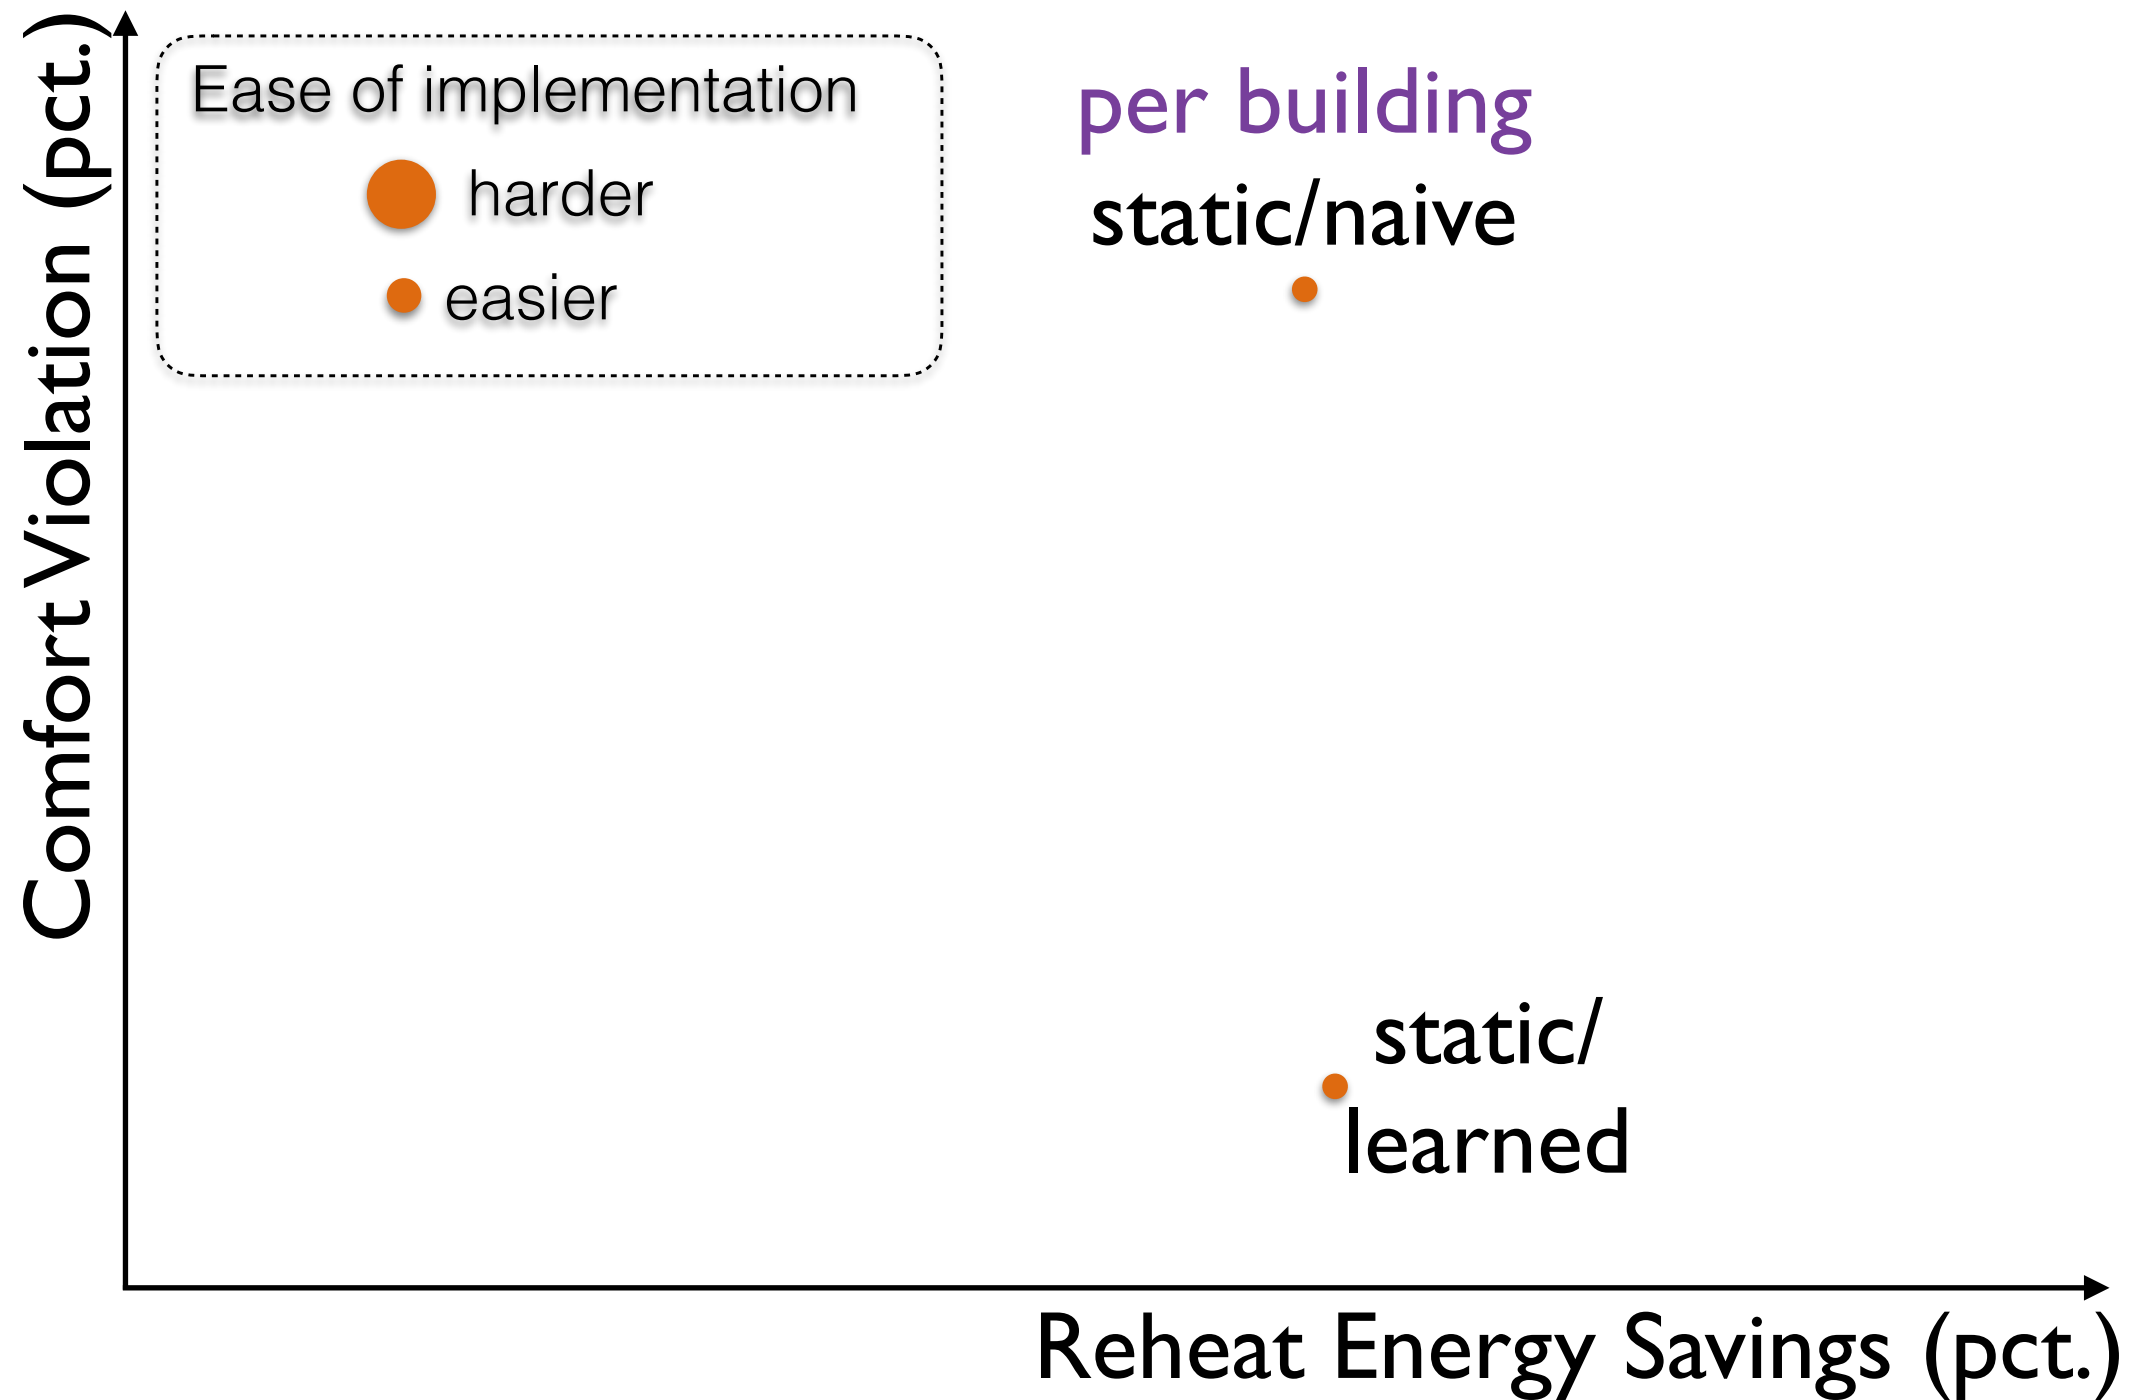 Comfort Violation (pct.)
Ease of implementation
harder
easier
per building
static/naive
static/
learned
Reheat Energy Savings (pct.)